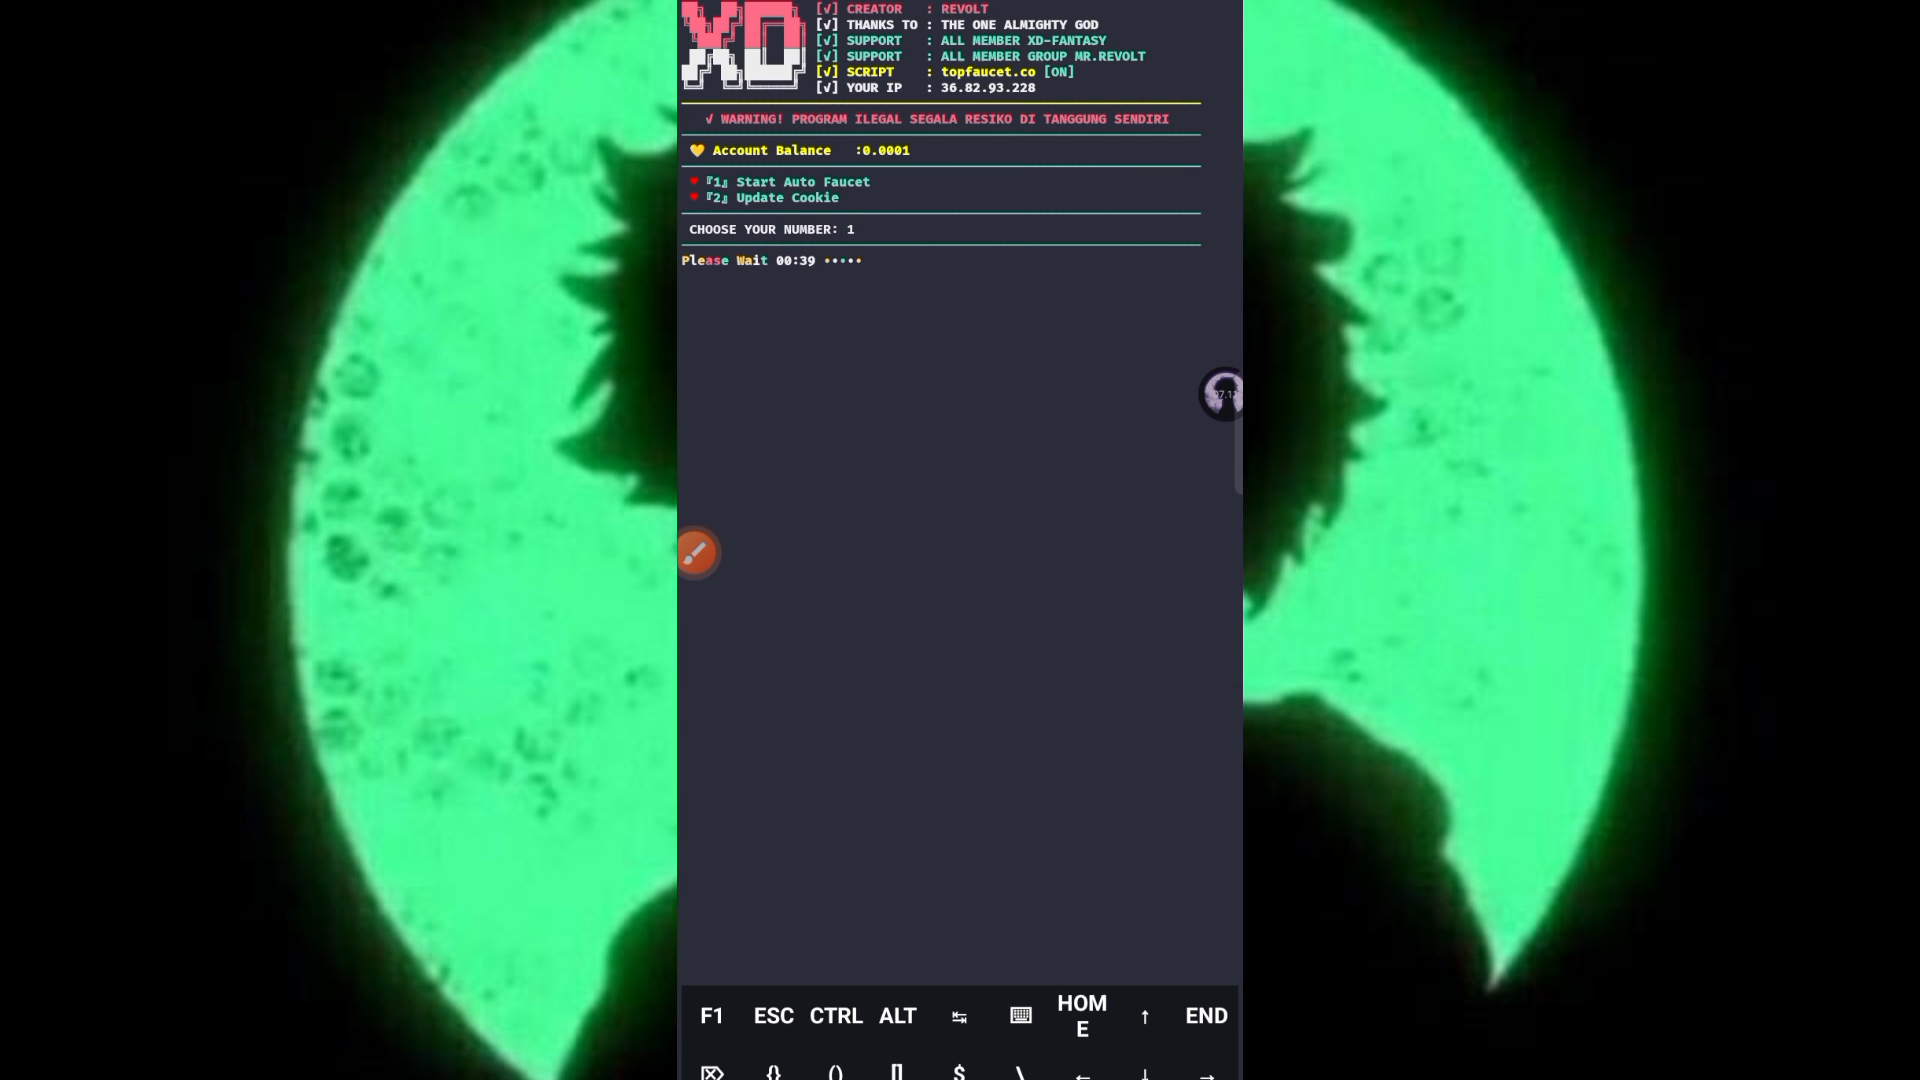 XD
[√] CREATOR : REVOLT
[√] THANKS TO : THE ONE ALMIGHTY GOD
[√] SUPPORT : ALL MEMBER XD-FANTASY
[√] SUPPORT : ALL MEMBER GROUP MR.REVOLT
[√] SCRIPT : topfaucet.co [ON]
[√] YOUR IP : 36.82.93.228
√ WARNING! PROGRAM ILEGAL SEGALA RESIKO DI TANGGUNG SENDIRI
💛 Account Balance :0.0001
♥『1』Start Auto Faucet
♥『2』Update Cookie
CHOOSE YOUR NUMBER: 1
Please Wait 00:39 •••••
F1 ESC CTRL ALT ↹ ⌨ HOME ↑ END
⌦ {} () [] $ \ ← ↓ →